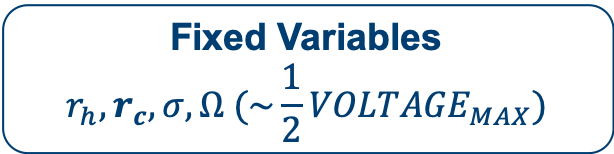 Fixed Variables
r_h, r_c, σ, Ω (~ 1/2 VOLTAGE_MAX)